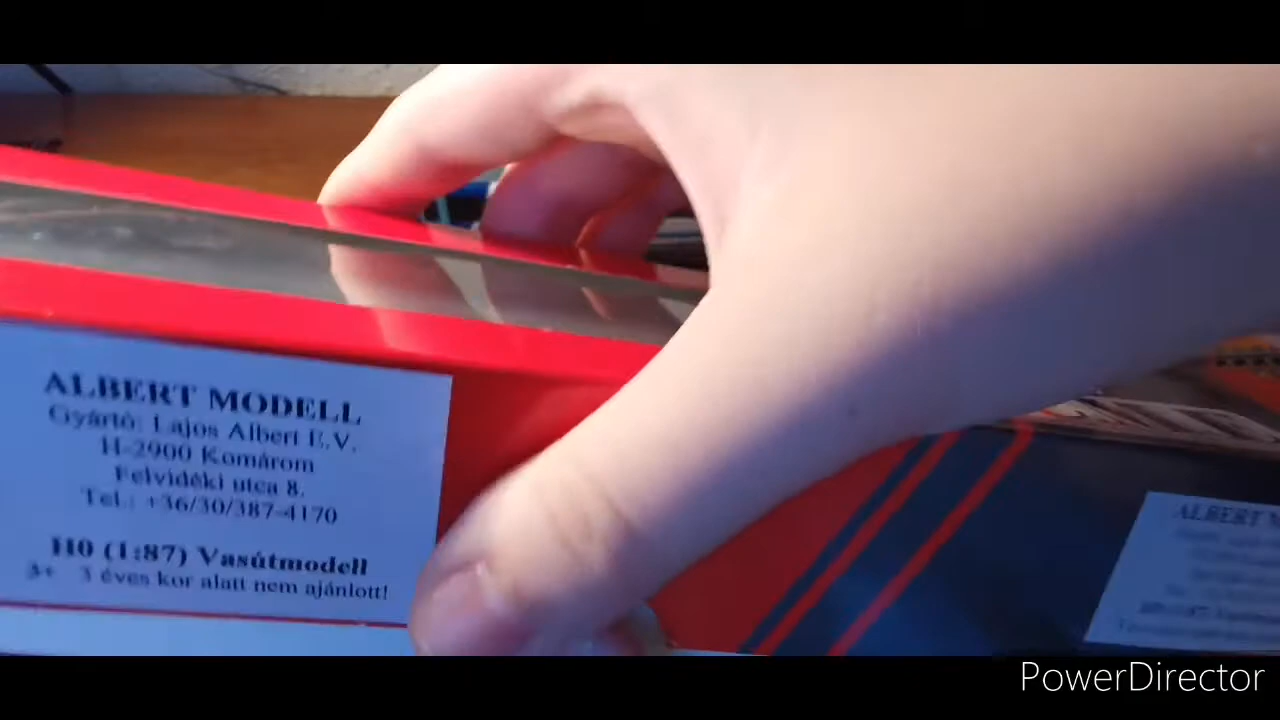 ALBERT MODELL
Gyártó: Lajos Albert E.V.
H-2900 Komárom
Felvidéki utca 8.
Tel.: +36/30/387-4170
H0 (1:87) Vasútmodell
3+ 3 éves kor alatt nem ajánlott!
ALBERT
PowerDirector